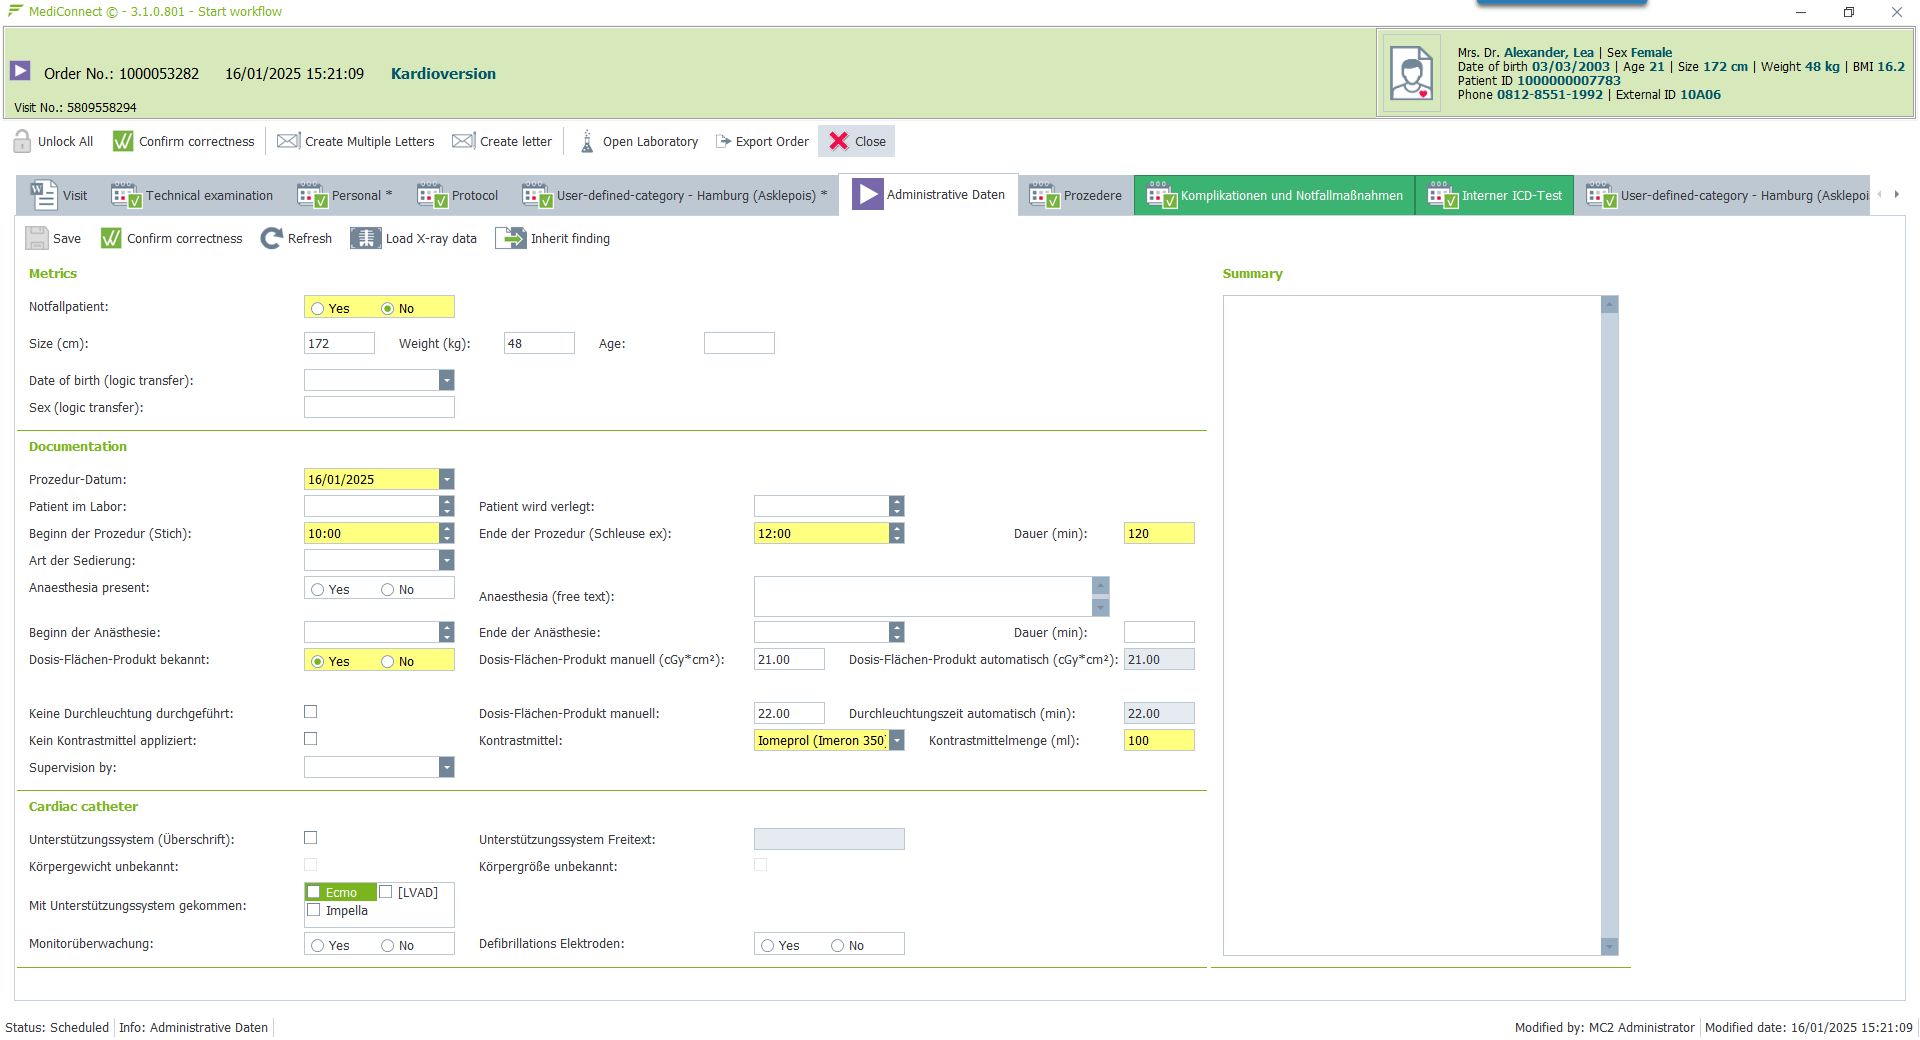 MediConnect © - 3.1.0.801 - Start workflow
Order No.: 1000053282 16/01/2025 15:21:09 Kardioversion
Visit No.: 5809558294
Mrs. Dr. Alexander, Lea | Sex Female
Date of birth 03/03/2003 | Age 21 | Size 172 cm | Weight 48 kg | BMI 16.2
Patient ID 1000000007783
Phone 0812-8551-1992 | External ID 10A06
Unlock All Confirm correctness Create Multiple Letters Create letter Open Laboratory Export Order Close
Visit Technical examination Personal * Protocol User-defined-category - Hamburg (Asklepois) * Administrative Daten Prozedere Komplikationen und Notfallmaßnahmen Interner ICD-Test User-defined-category - Hamburg (Asklepoi
Save Confirm correctness Refresh Load X-ray data Inherit finding
Metrics
Notfallpatient: Yes No
Size (cm): 172 Weight (kg): 48 Age:
Date of birth (logic transfer):
Sex (logic transfer):
Documentation
Prozedur-Datum: 16/01/2025
Patient im Labor: Patient wird verlegt:
Beginn der Prozedur (Stich): 10:00 Ende der Prozedur (Schleuse ex): 12:00 Dauer (min): 120
Art der Sedierung:
Anaesthesia present: Yes No Anaesthesia (free text):
Beginn der Anästhesie: Ende der Anästhesie: Dauer (min):
Dosis-Flächen-Produkt bekannt: Yes No Dosis-Flächen-Produkt manuell (cGy*cm²): 21.00 Dosis-Flächen-Produkt automatisch (cGy*cm²): 21.00
Keine Durchleuchtung durchgeführt: Dosis-Flächen-Produkt manuell: 22.00 Durchleuchtungszeit automatisch (min): 22.00
Kein Kontrastmittel appliziert: Kontrastmittel: Iomeprol (Imeron 350) Kontrastmittelmenge (ml): 100
Supervision by:
Cardiac catheter
Unterstützungssystem (Überschrift): Unterstützungssystem Freitext:
Körpergewicht unbekannt: Körpergröße unbekannt:
Mit Unterstützungssystem gekommen: Ecmo [LVAD]
Impella
Monitorüberwachung: Yes No Defibrillations Elektroden: Yes No
Summary
Status: Scheduled Info: Administrative Daten
Modified by: MC2 Administrator Modified date: 16/01/2025 15:21:09